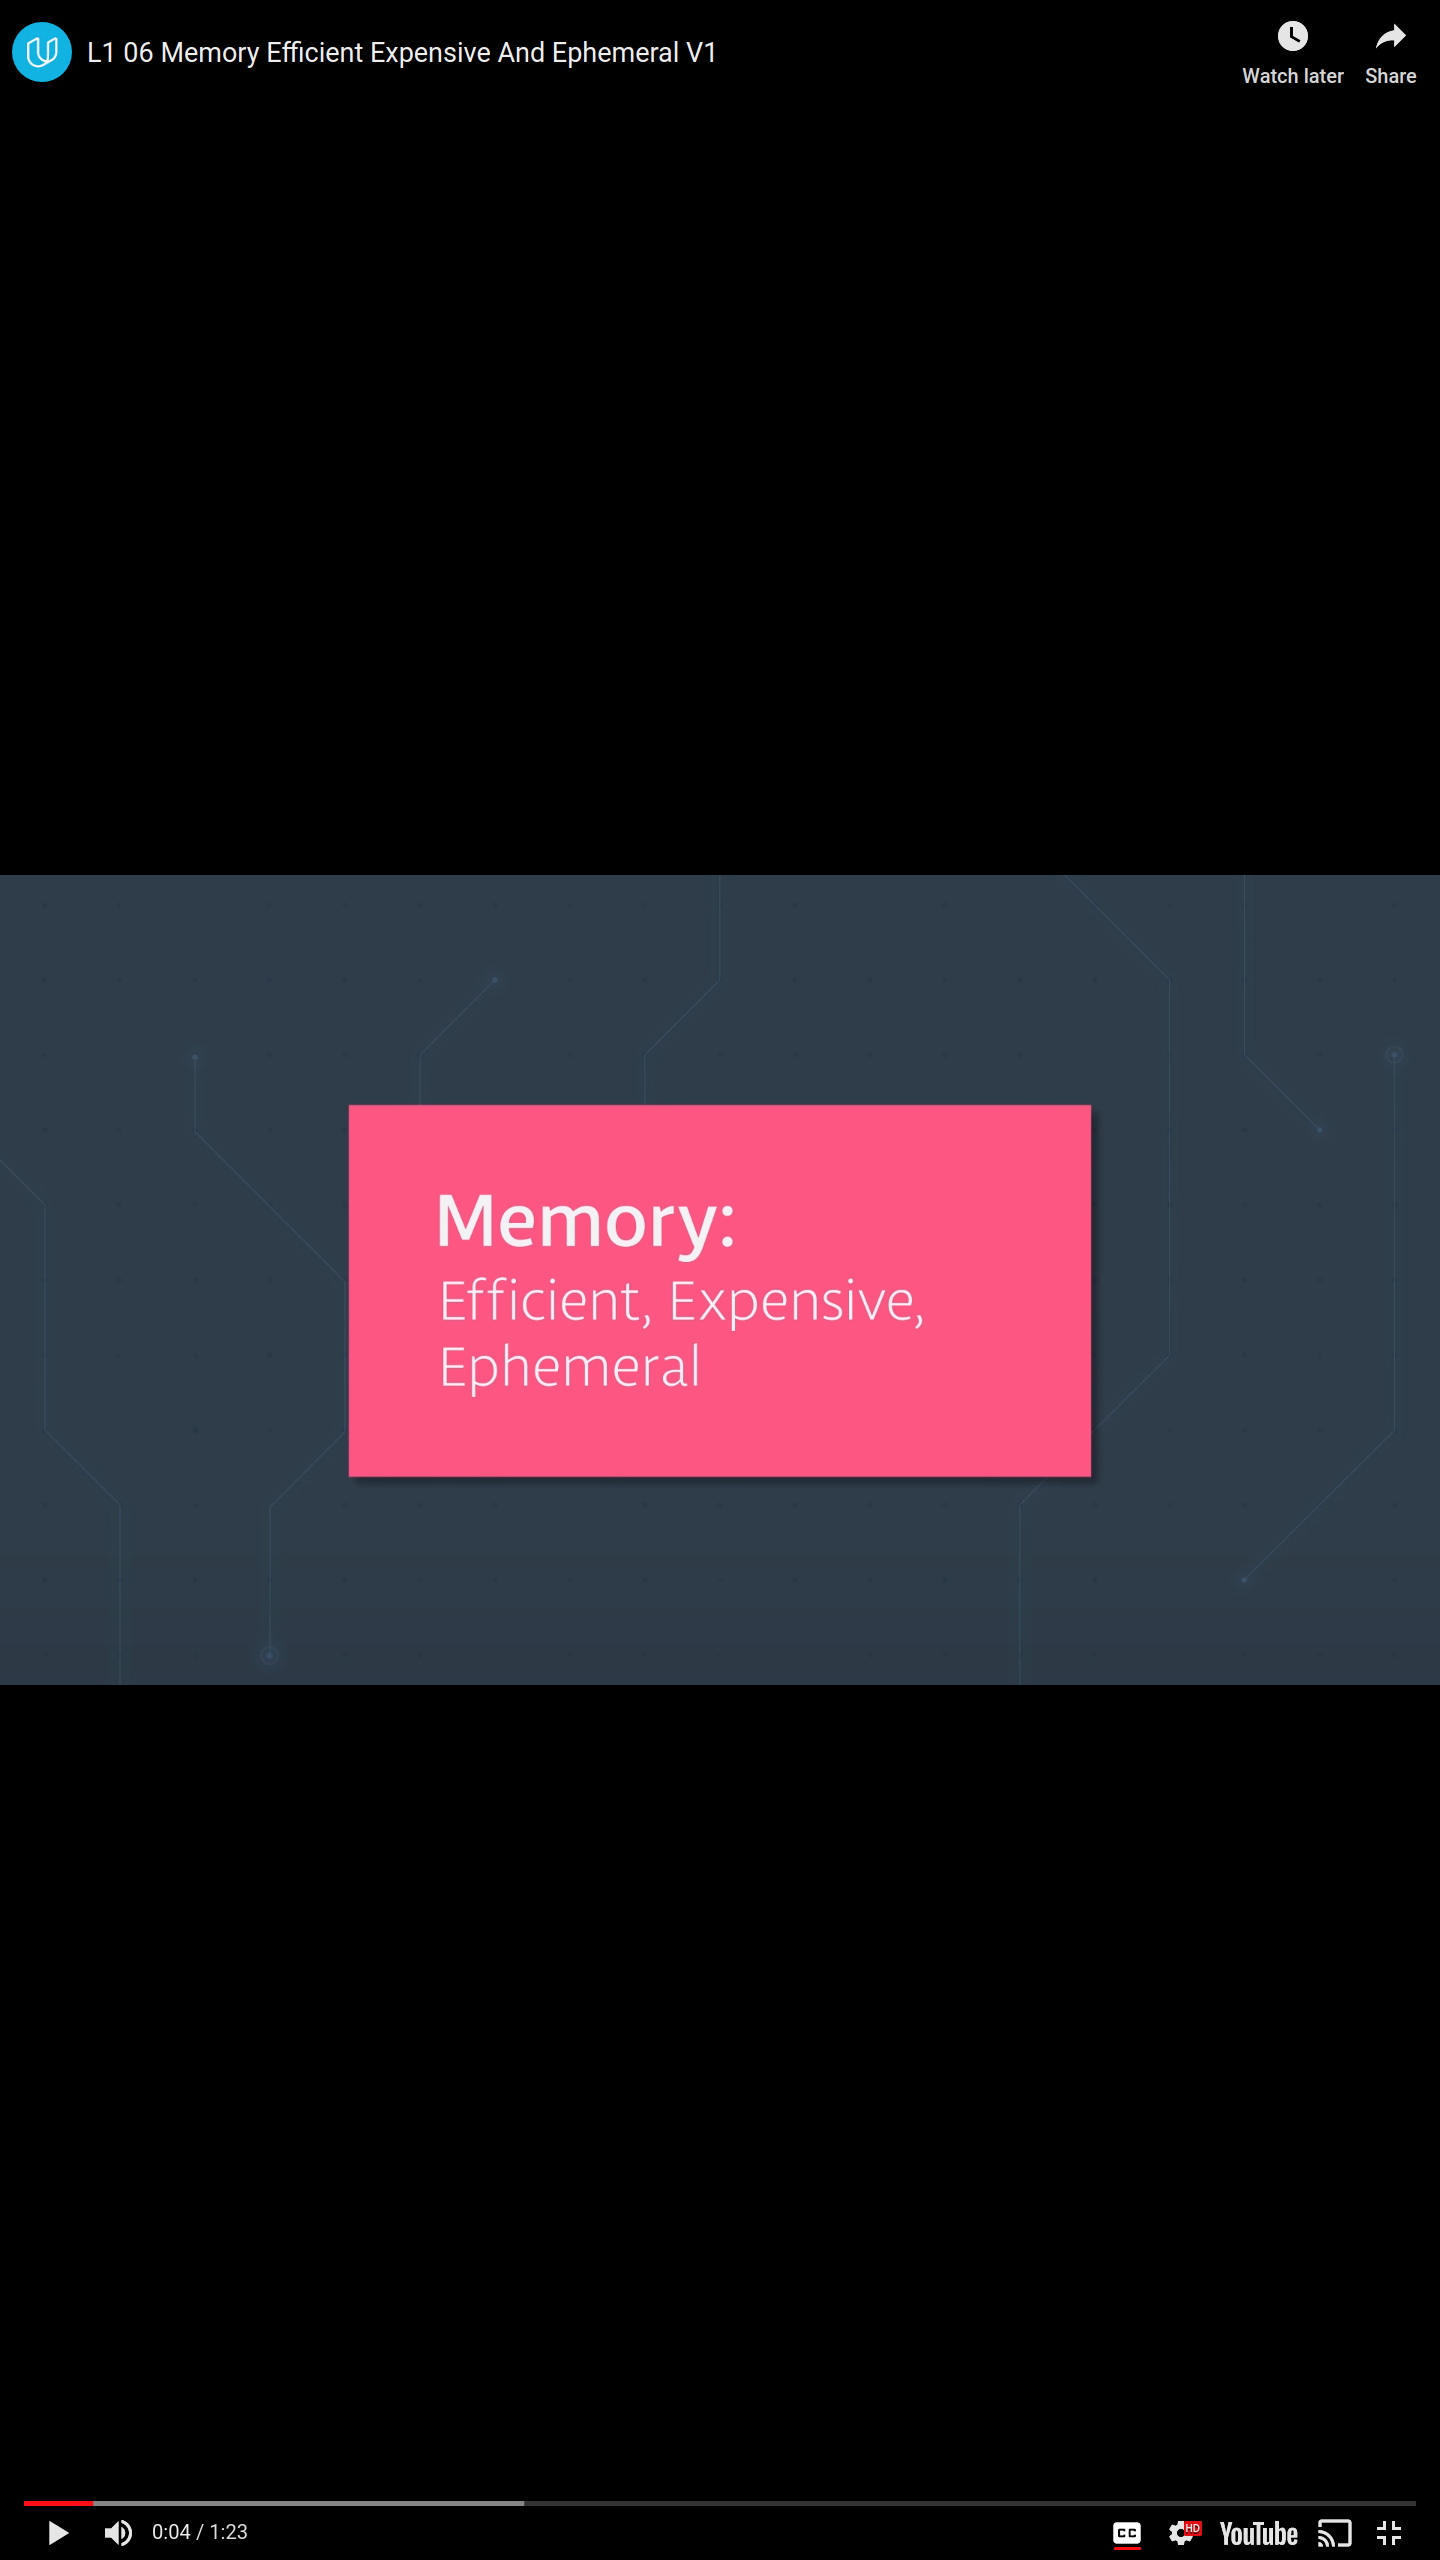 L1 06 Memory Efficient Expensive And Ephemeral V1
Watch later
Share
Memory:
Efficient, Expensive,
Ephemeral
0:04 / 1:23
CC
HD
YouTube